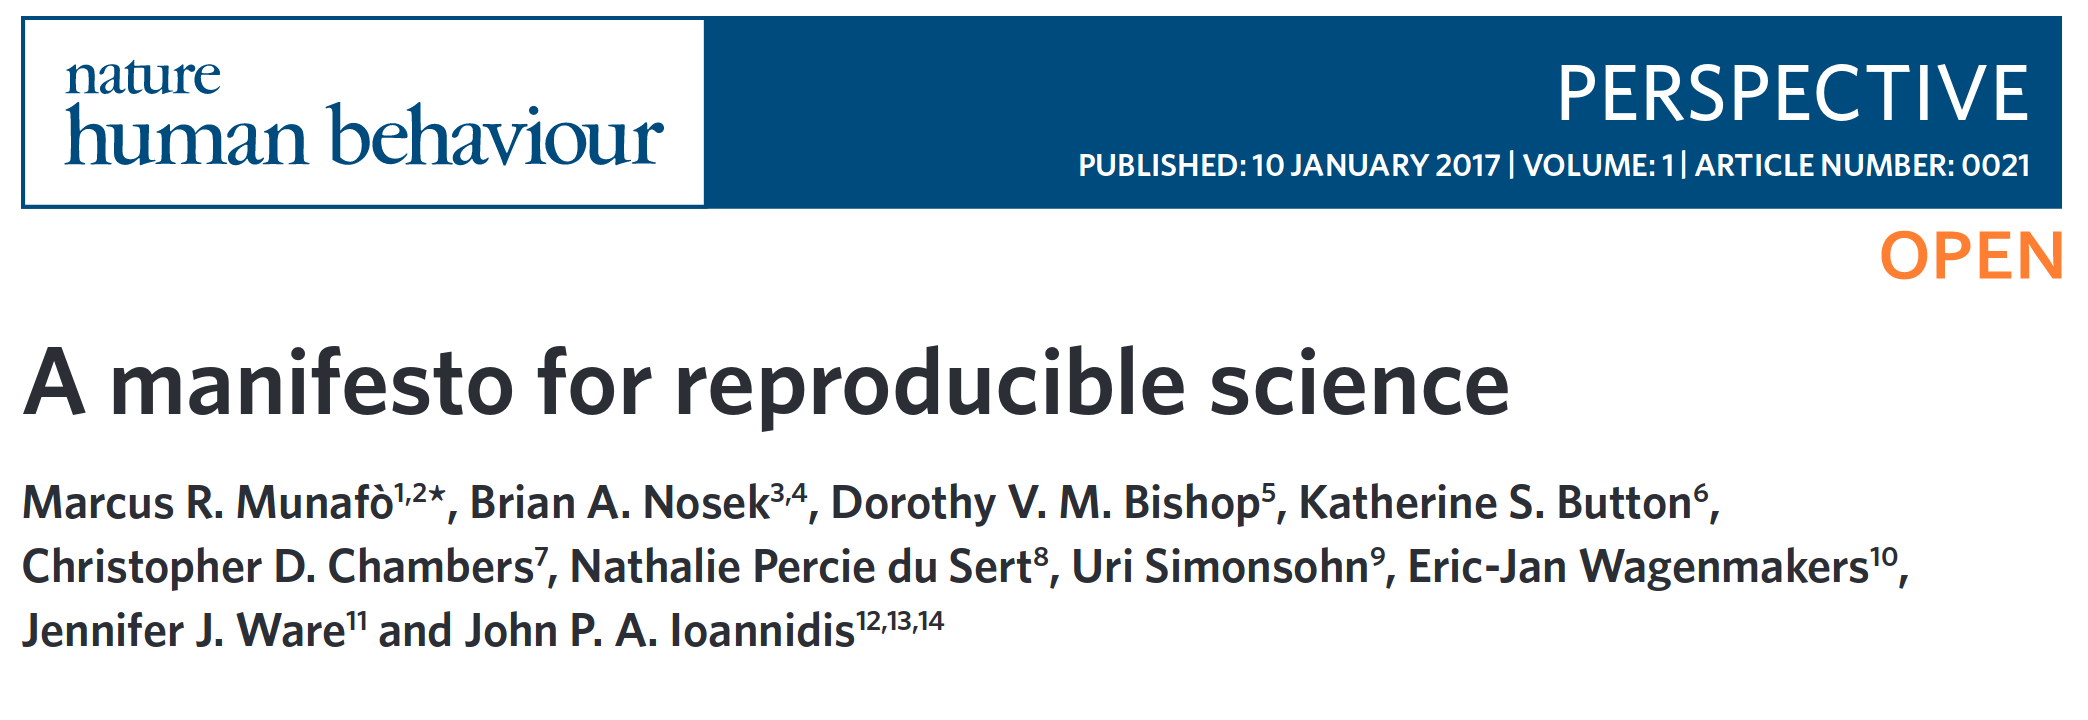 nature
human behaviour
PERSPECTIVE
PUBLISHED: 10 JANUARY 2017 | VOLUME: 1 | ARTICLE NUMBER: 0021
OPEN
A manifesto for reproducible science
Marcus R. Munafò1,2*, Brian A. Nosek3,4, Dorothy V. M. Bishop5, Katherine S. Button6,
Christopher D. Chambers7, Nathalie Percie du Sert8, Uri Simonsohn9, Eric-Jan Wagenmakers10,
Jennifer J. Ware11 and John P. A. Ioannidis12,13,14